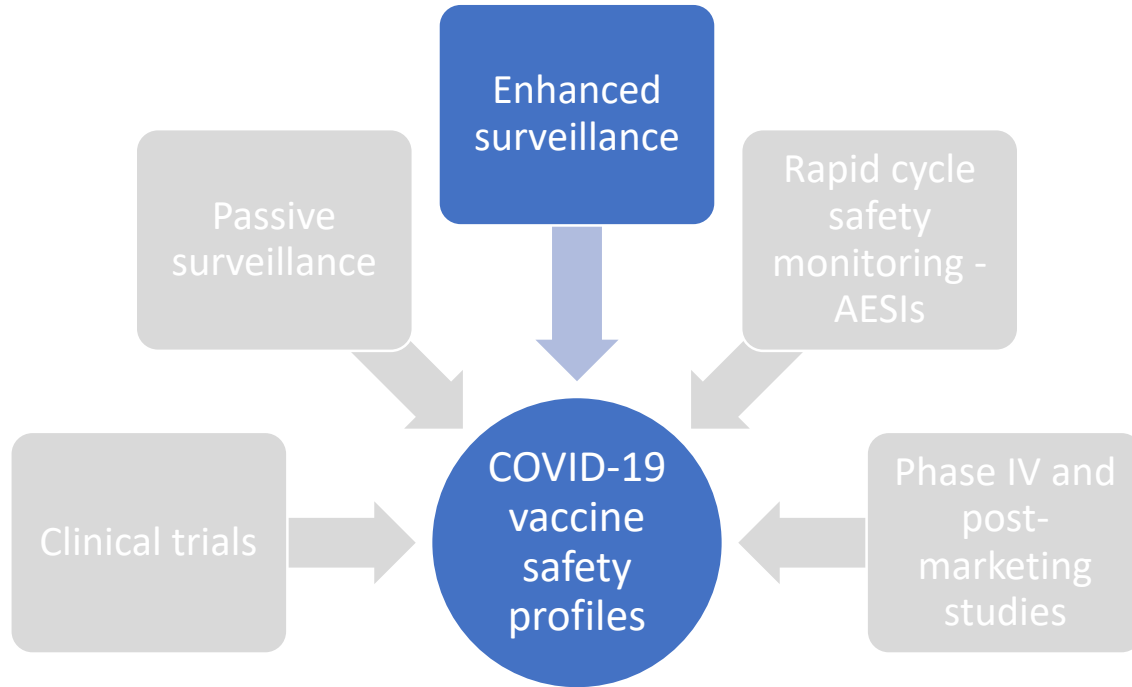 Enhanced
surveillance
Passive
surveillance
Rapid cycle
safety
monitoring -
AESIs
Clinical trials
COVID-19
vaccine
safety
profiles
Phase IV and
post-
marketing
studies